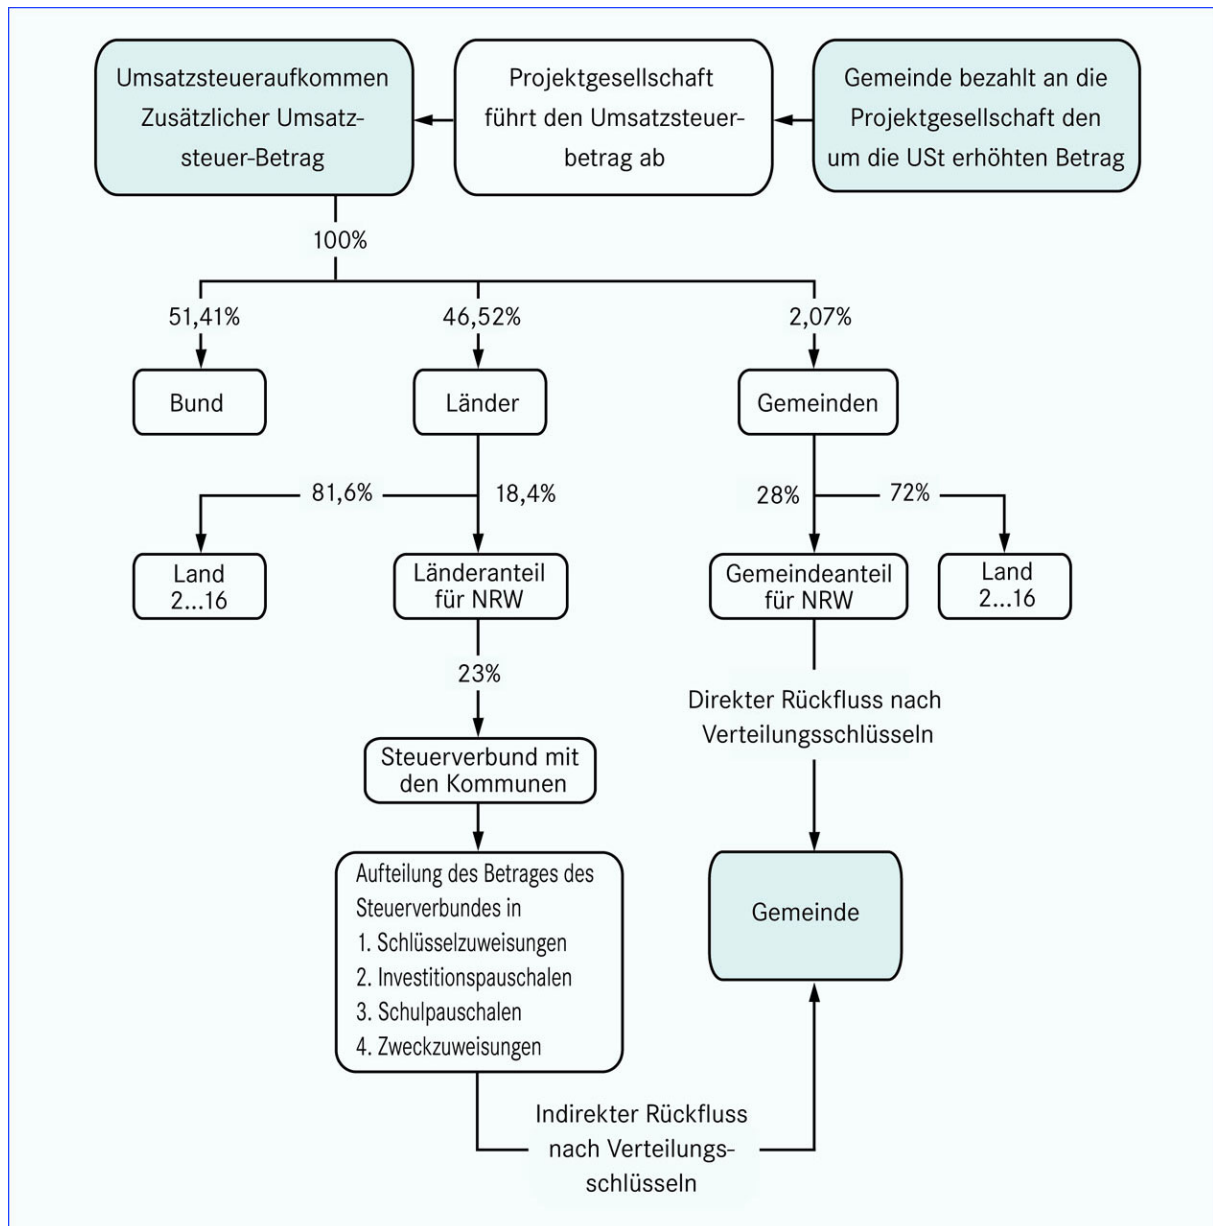 Umsatzsteueraufkommen
Zusätzlicher Umsatz-
steuer-Betrag
Projektgesellschaft
führt den Umsatzsteuer-
betrag ab
Gemeinde bezahlt an die
Projektgesellschaft den
um die USt erhöhten Betrag
100%
51,41%
46,52%
2,07%
Bund
Länder
Gemeinden
81,6%
18,4%
28%
72%
Land
2...16
Länderanteil
für NRW
Gemeindeanteil
für NRW
Land
2...16
23%
Direkter Rückfluss nach
Verteilungsschlüsseln
Steuerverbund mit
den Kommunen
Aufteilung des Betrages des
Steuerverbundes in
1. Schlüsselzuweisungen
2. Investitionspauschalen
3. Schulpauschalen
4. Zweckzuweisungen
Gemeinde
Indirekter Rückfluss
nach Verteilungs-
schlüsseln